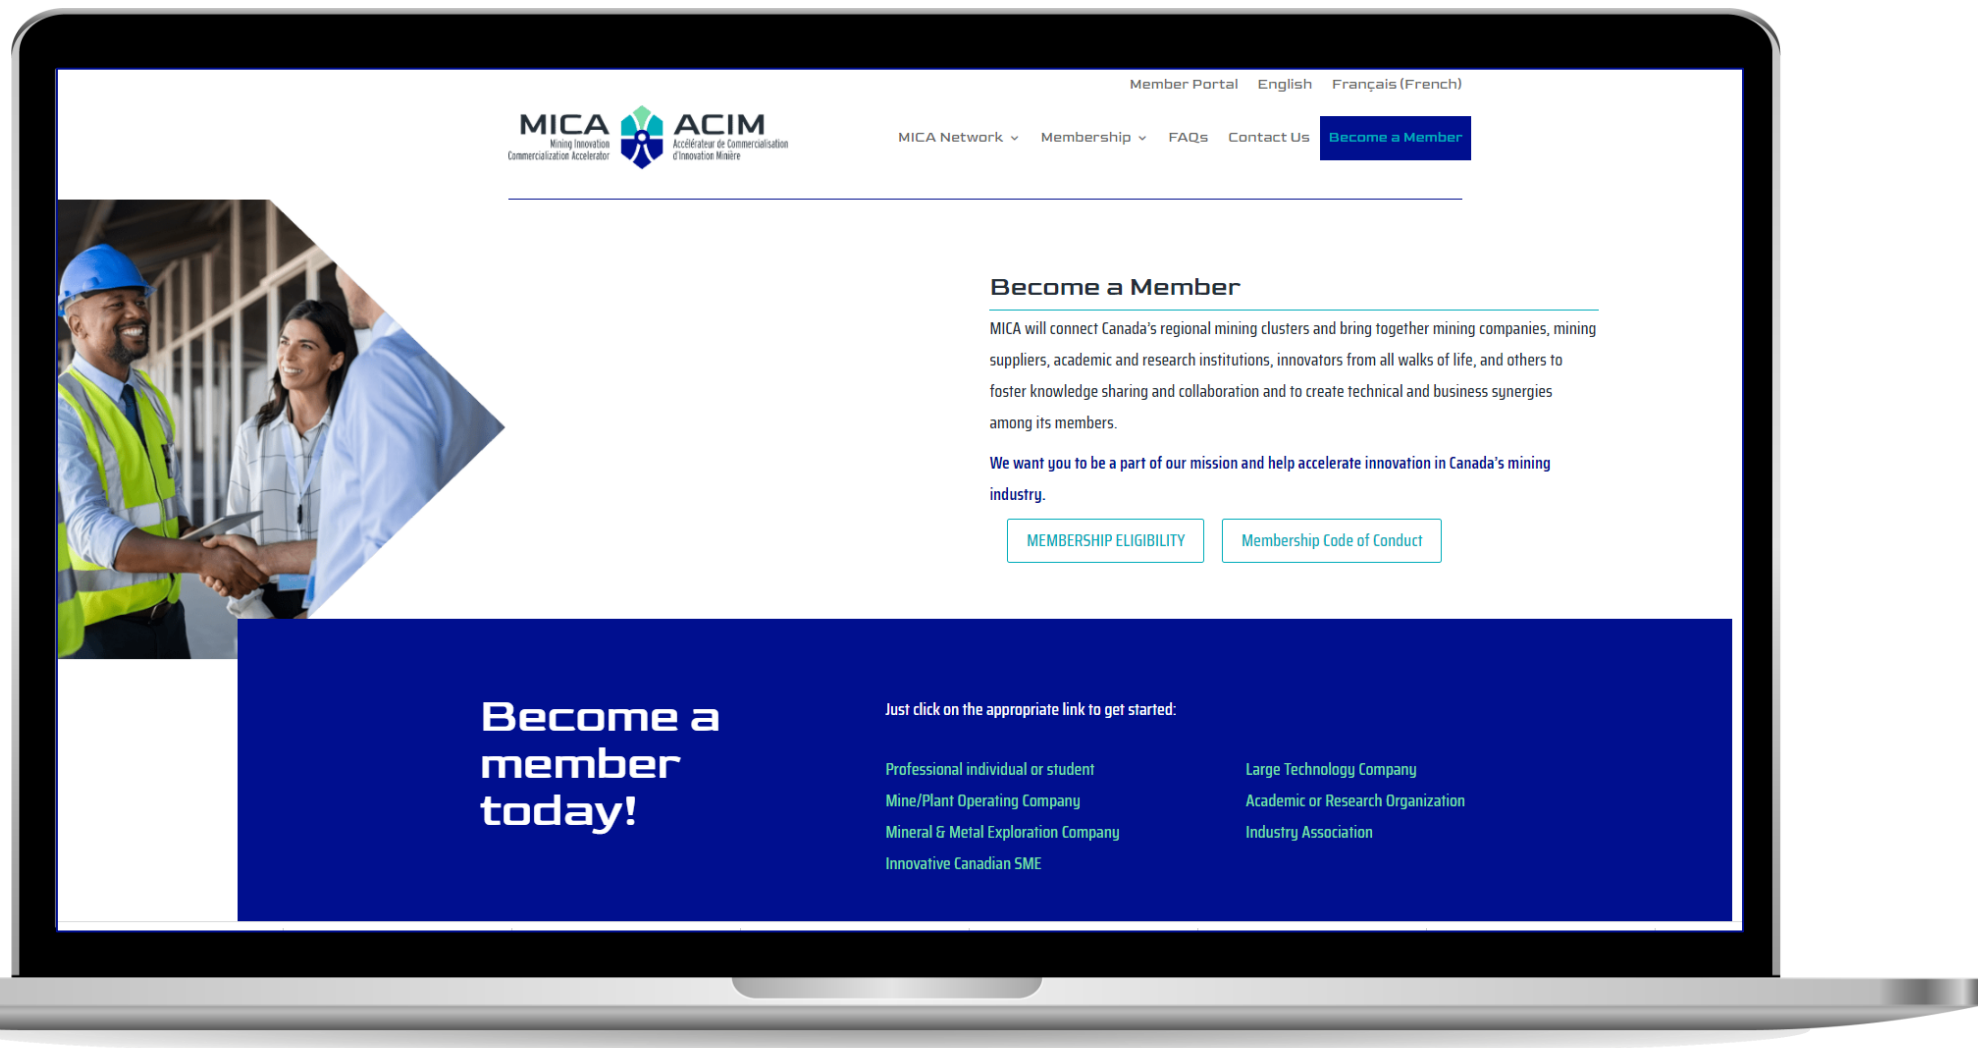 Member Portal English Français (French)
MICA
Mining Innovation
Commercialization Accelerator
ACIM
Accélérateur de Commercialisation
d'Innovation Minière
MICA Network Membership FAQs Contact Us Become a Member
Become a Member
MICA will connect Canada's regional mining clusters and bring together mining companies, mining
suppliers, academic and research institutions, innovators from all walks of life, and others to
foster knowledge sharing and collaboration and to create technical and business synergies
among its members.
We want you to be a part of our mission and help accelerate innovation in Canada's mining
industry.
MEMBERSHIP ELIGIBILITY Membership Code of Conduct
Become a
member
today!
Just click on the appropriate link to get started:
Professional individual or student
Mine/Plant Operating Company
Mineral & Metal Exploration Company
Innovative Canadian SME
Large Technology Company
Academic or Research Organization
Industry Association